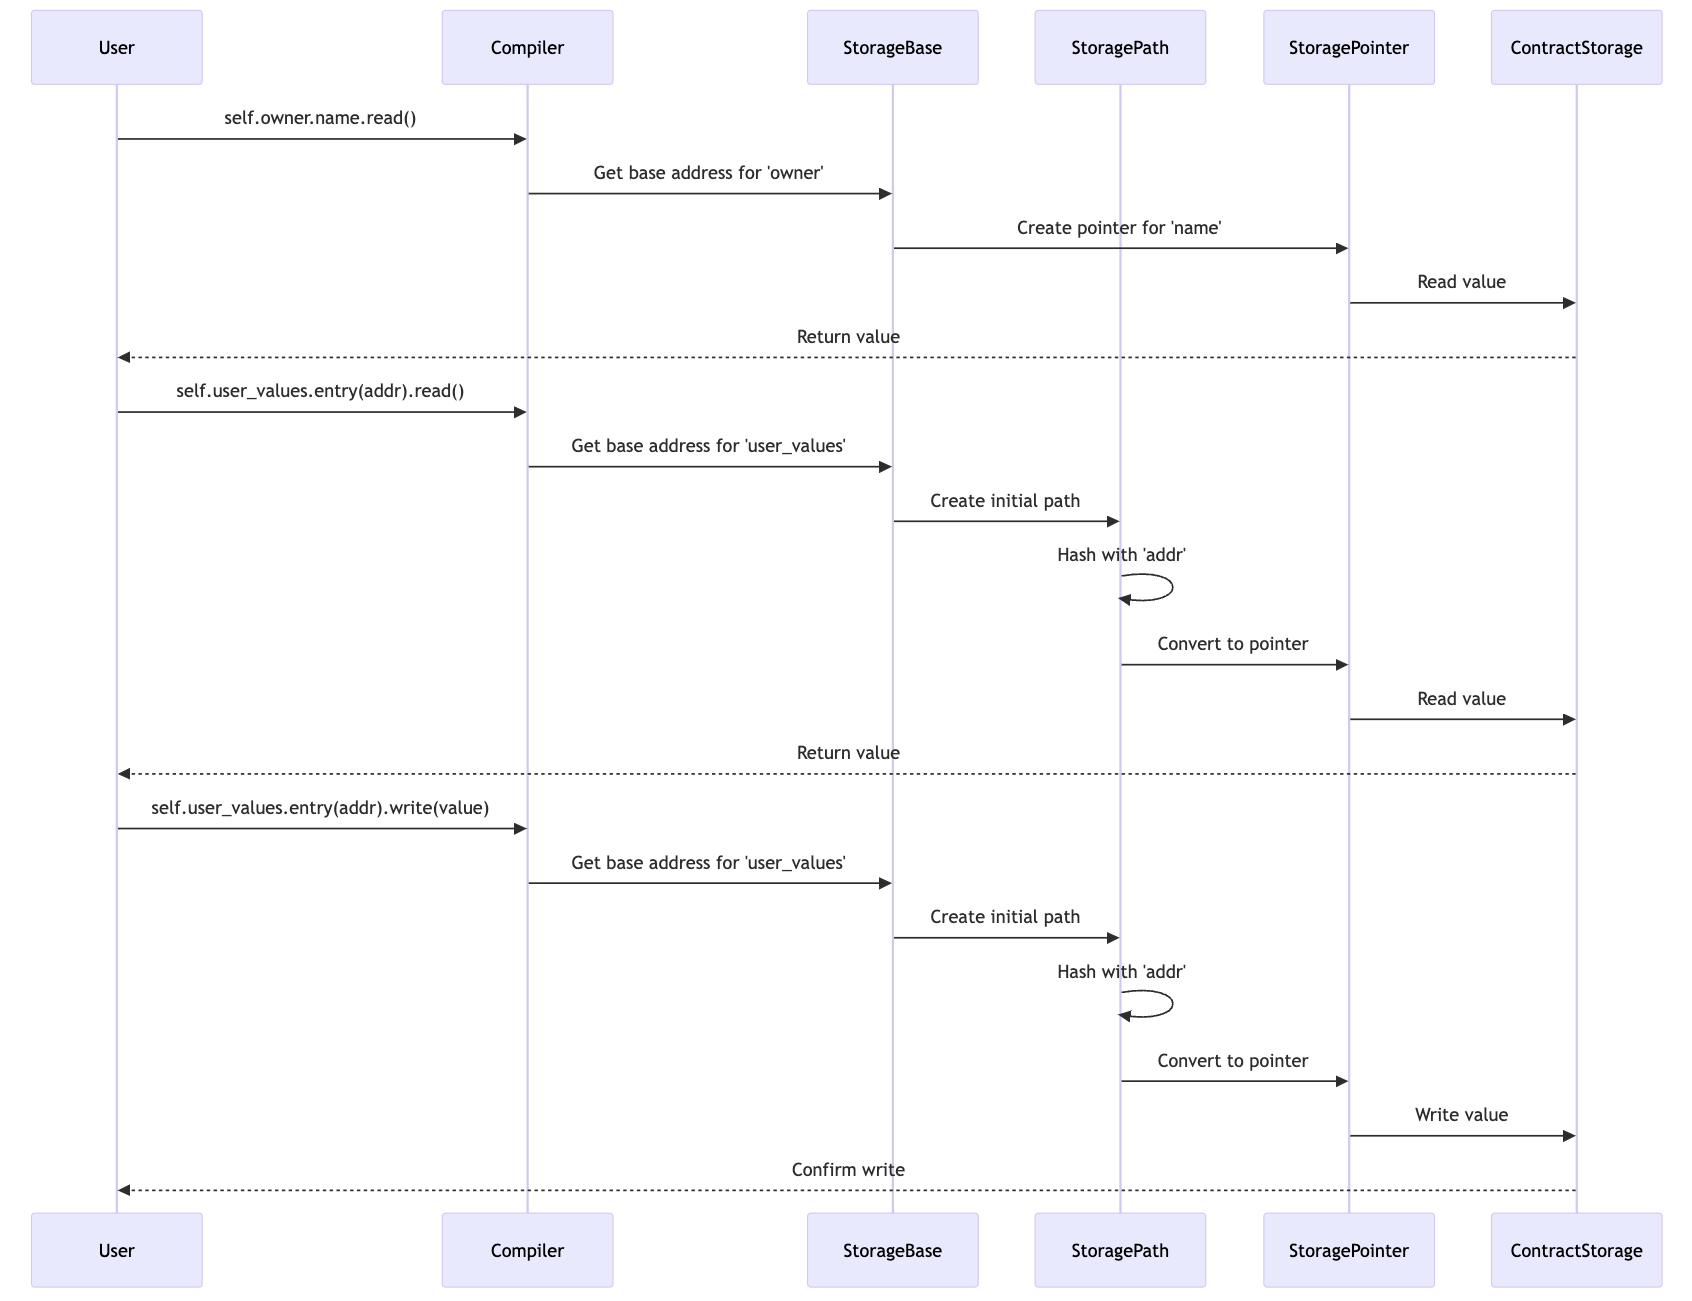 User
Compiler
StorageBase
StoragePath
StoragePointer
ContractStorage
self.owner.name.read()
Get base address for 'owner'
Create pointer for 'name'
Read value
Return value
self.user_values.entry(addr).read()
Get base address for 'user_values'
Create initial path
Hash with 'addr'
Convert to pointer
Read value
Return value
self.user_values.entry(addr).write(value)
Get base address for 'user_values'
Create initial path
Hash with 'addr'
Convert to pointer
Write value
Confirm write
User
Compiler
StorageBase
StoragePath
StoragePointer
ContractStorage